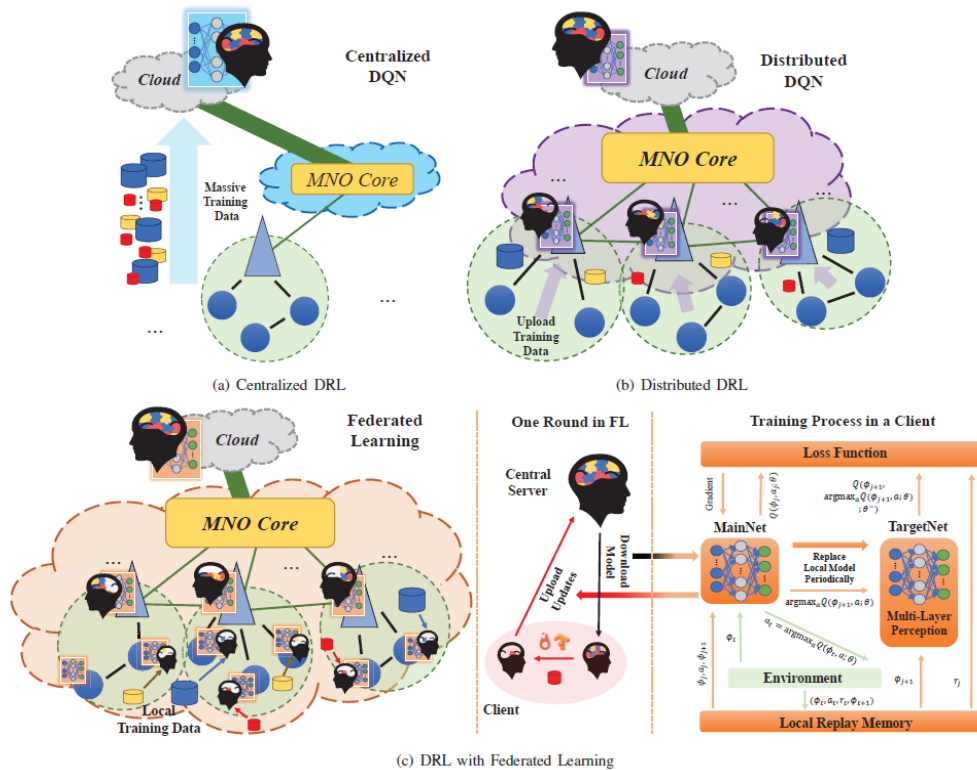 Centralized
DQN
Cloud
MNO Core
Massive
Training
Data
...
...
(a) Centralized DRL
Distributed
DQN
Cloud
MNO Core
...
...
...
Upload
Training
Data
(b) Distributed DRL
Federated
Learning
Cloud
MNO Core
...
...
...
Local
Training Data
One Round in FL
Central
Server
Download
Model
Upload
Updates
Client
Training Process in a Client
Loss Function
Gradient
Q(ϕj, aj; θ)
Q(ϕj+1,
argmaxaQ(ϕj+1, a; θ)
; θ⁻)
MainNet
TargetNet
Replace
Local Model
Periodically
argmaxaQ(ϕj+1, a; θ)
Multi-Layer
Perception
ϕj, aj, ϕj+1
ϕt
at = argmaxaQ(ϕt, a; θ)
Environment
(ϕt, at, rt, ϕt+1)
ϕj+1
rj
Local Replay Memory
(c) DRL with Federated Learning